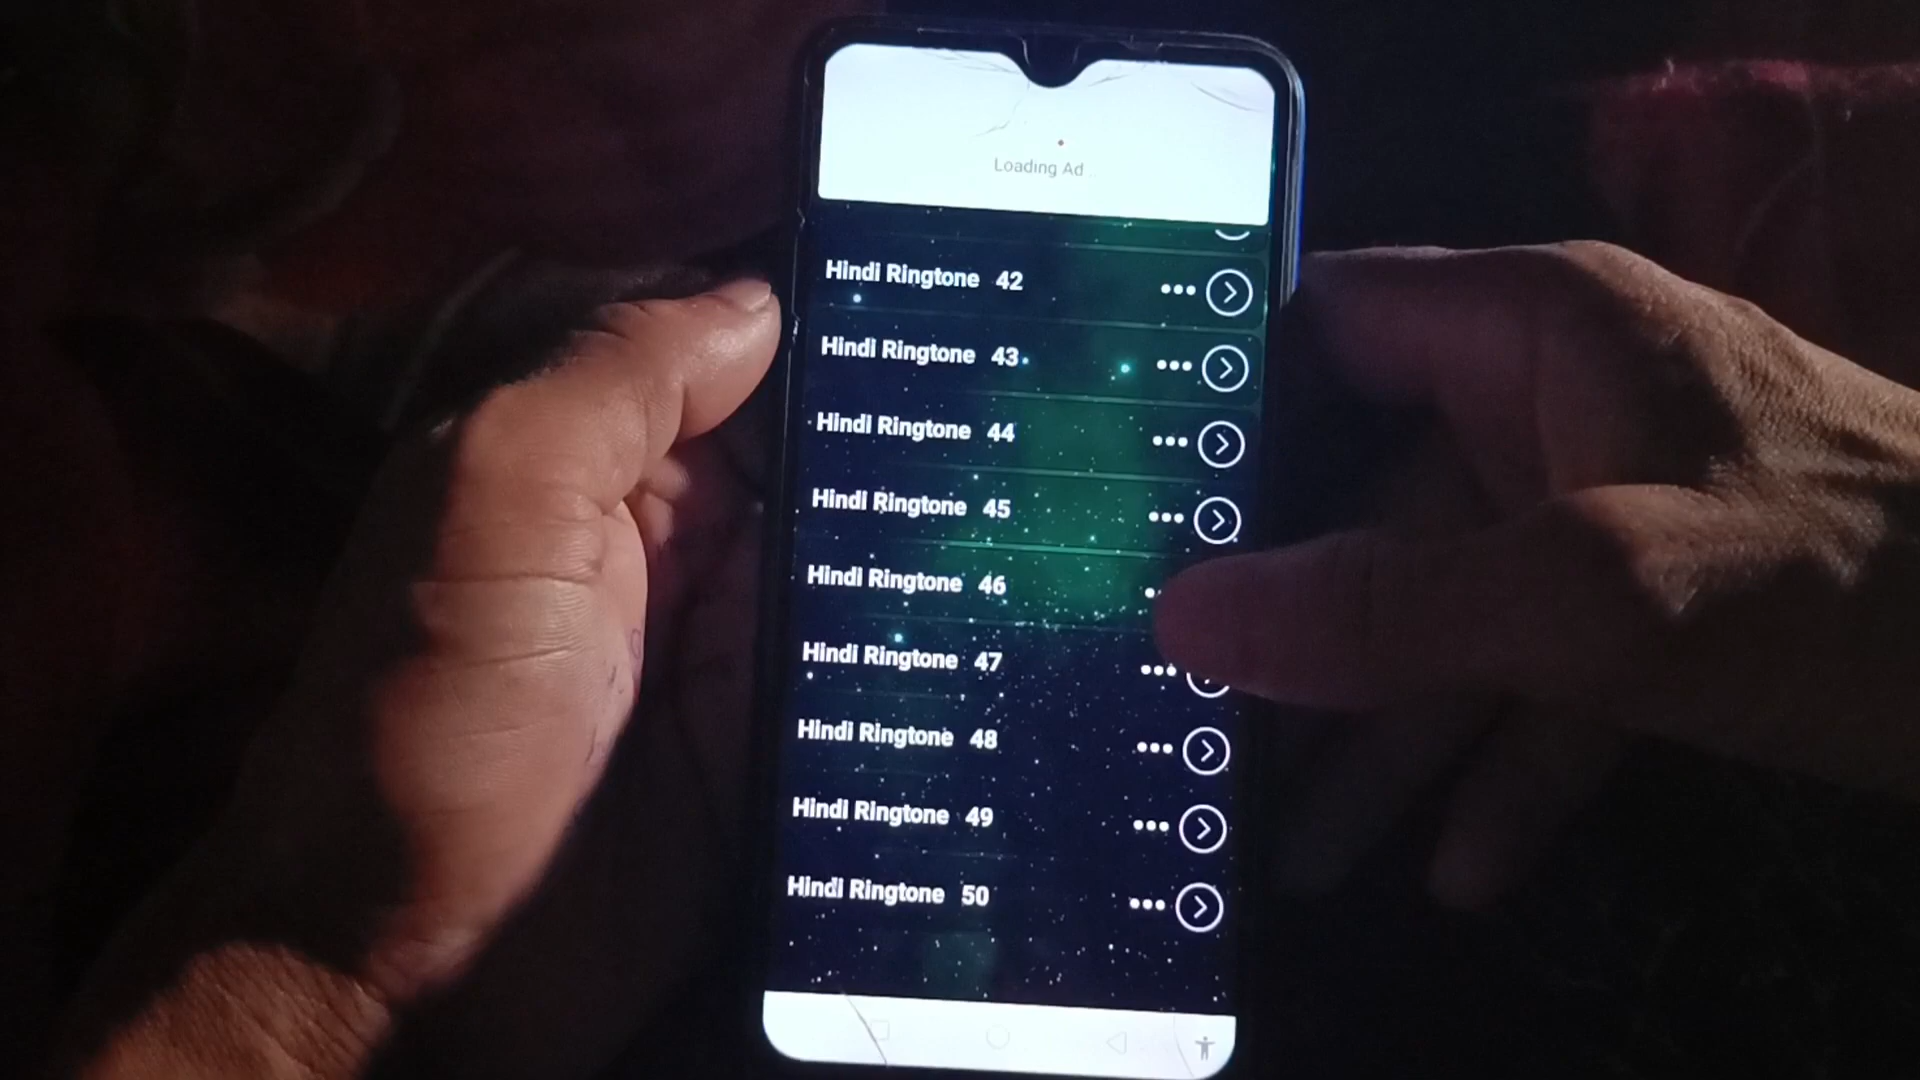 Loading Ad..
Hindi Ringtone 42
Hindi Ringtone 43
Hindi Ringtone 44
Hindi Ringtone 45
Hindi Ringtone 46
Hindi Ringtone 47
Hindi Ringtone 48
Hindi Ringtone 49
Hindi Ringtone 50